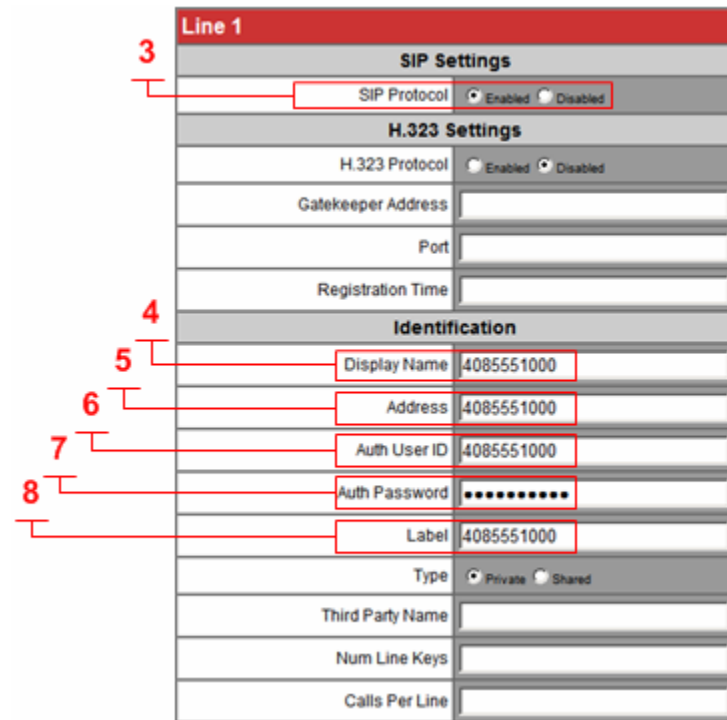 Line 1
SIP Settings
3
SIP Protocol Enabled Disabled
H.323 Settings
H.323 Protocol Enabled Disabled
Gatekeeper Address
Port
Registration Time
4
Identification
5
Display Name 4085551000
6
Address 4085551000
7
Auth User ID 4085551000
8
Auth Password ••••••••••
Label 4085551000
Type Private Shared
Third Party Name
Num Line Keys
Calls Per Line